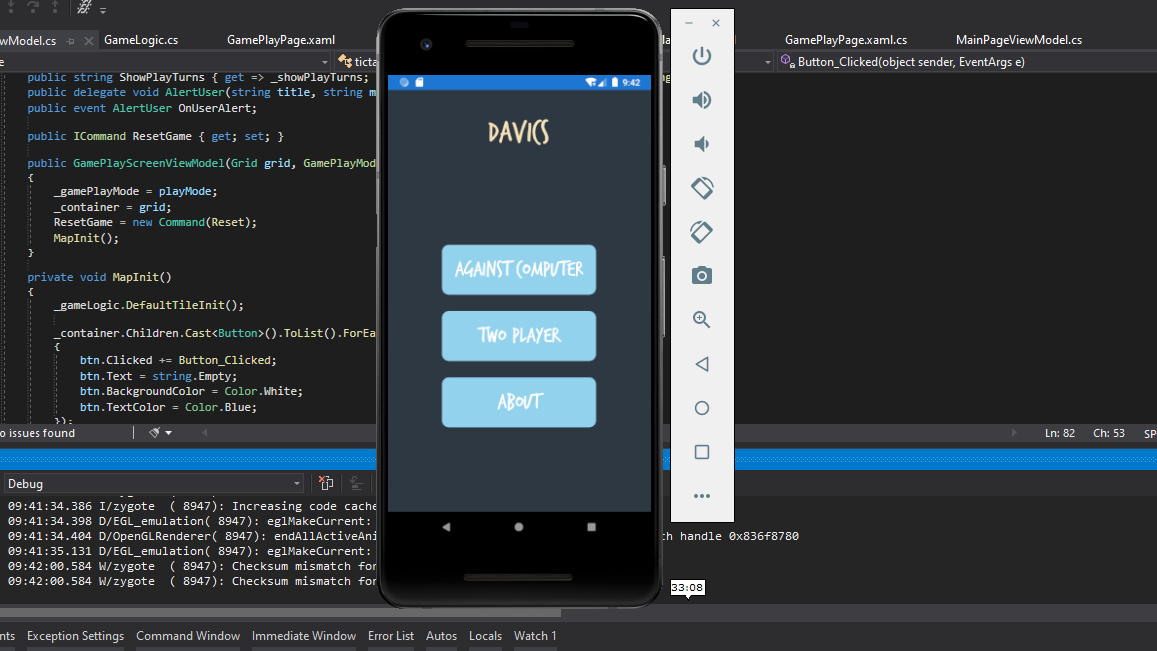 wModel.cs
GameLogic.cs
GamePlayPage.xaml
GamePlayPage.xaml.cs
MainPageViewModel.cs
ticta
Button_Clicked(object sender, EventArgs e)
public string ShowPlayTurns { get => _showPlayTurns;
public delegate void AlertUser(string title, string m
public event AlertUser OnUserAlert;
public ICommand ResetGame { get; set; }
public GamePlayScreenViewModel(Grid grid, GamePlayMod
{
_gamePlayMode = playMode;
_container = grid;
ResetGame = new Command(Reset);
MapInit();
}
private void MapInit()
{
_gameLogic.DefaultTileInit();
_container.Children.Cast<Button>().ToList().ForEa
{
btn.Clicked += Button_Clicked;
btn.Text = string.Empty;
btn.BackgroundColor = Color.White;
btn.TextColor = Color.Blue;
});
o issues found
Ln: 82 Ch: 53 SP
9:42
DAVICS
AGAINST COMPUTER
TWO PLAYER
ABOUT
Debug
09:41:34.386 I/zygote ( 8947): Increasing code cache
09:41:34.398 D/EGL_emulation( 8947): eglMakeCurrent:
09:41:34.404 D/OpenGLRenderer( 8947): endAllActiveAni
th handle 0x836f8780
09:41:35.131 D/EGL_emulation( 8947): eglMakeCurrent:
09:42:00.584 W/zygote ( 8947): Checksum mismatch for
09:42:00.584 W/zygote ( 8947): Checksum mismatch for
33:08
nts Exception Settings Command Window Immediate Window Error List Autos Locals Watch 1